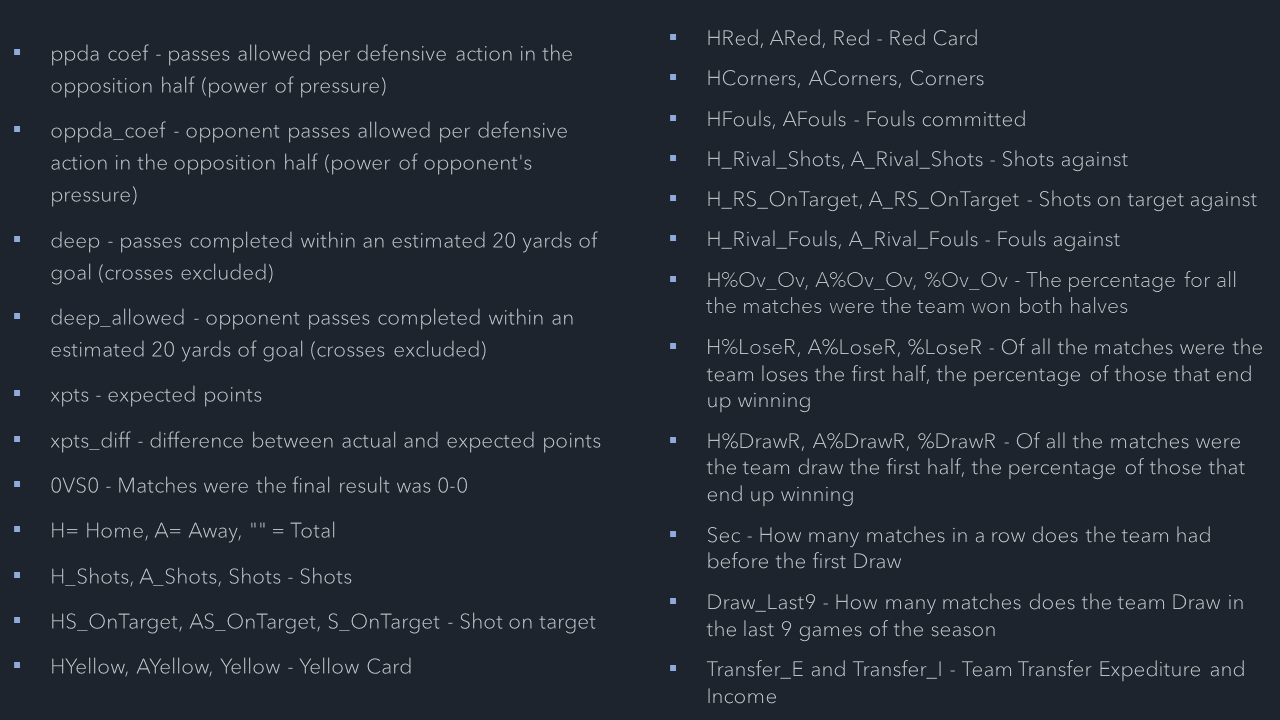 ppda coef - passes allowed per defensive action in the
opposition half (power of pressure)
oppda_coef - opponent passes allowed per defensive
action in the opposition half (power of opponent's
pressure)
deep - passes completed within an estimated 20 yards of
goal (crosses excluded)
deep_allowed - opponent passes completed within an
estimated 20 yards of goal (crosses excluded)
xpts - expected points
xpts_diff - difference between actual and expected points
0VS0 - Matches were the final result was 0-0
H= Home, A= Away, "" = Total
H_Shots, A_Shots, Shots - Shots
HS_OnTarget, AS_OnTarget, S_OnTarget - Shot on target
HYellow, AYellow, Yellow - Yellow Card
HRed, ARed, Red - Red Card
HCorners, ACorners, Corners
HFouls, AFouls - Fouls committed
H_Rival_Shots, A_Rival_Shots - Shots against
H_RS_OnTarget, A_RS_OnTarget - Shots on target against
H_Rival_Fouls, A_Rival_Fouls - Fouls against
H%Ov_Ov, A%Ov_Ov, %Ov_Ov - The percentage for all
the matches were the team won both halves
H%LoseR, A%LoseR, %LoseR - Of all the matches were the
team loses the first half, the percentage of those that end
up winning
H%DrawR, A%DrawR, %DrawR - Of all the matches were
the team draw the first half, the percentage of those that
end up winning
Sec - How many matches in a row does the team had
before the first Draw
Draw_Last9 - How many matches does the team Draw in
the last 9 games of the season
Transfer_E and Transfer_I - Team Transfer Expediture and
Income